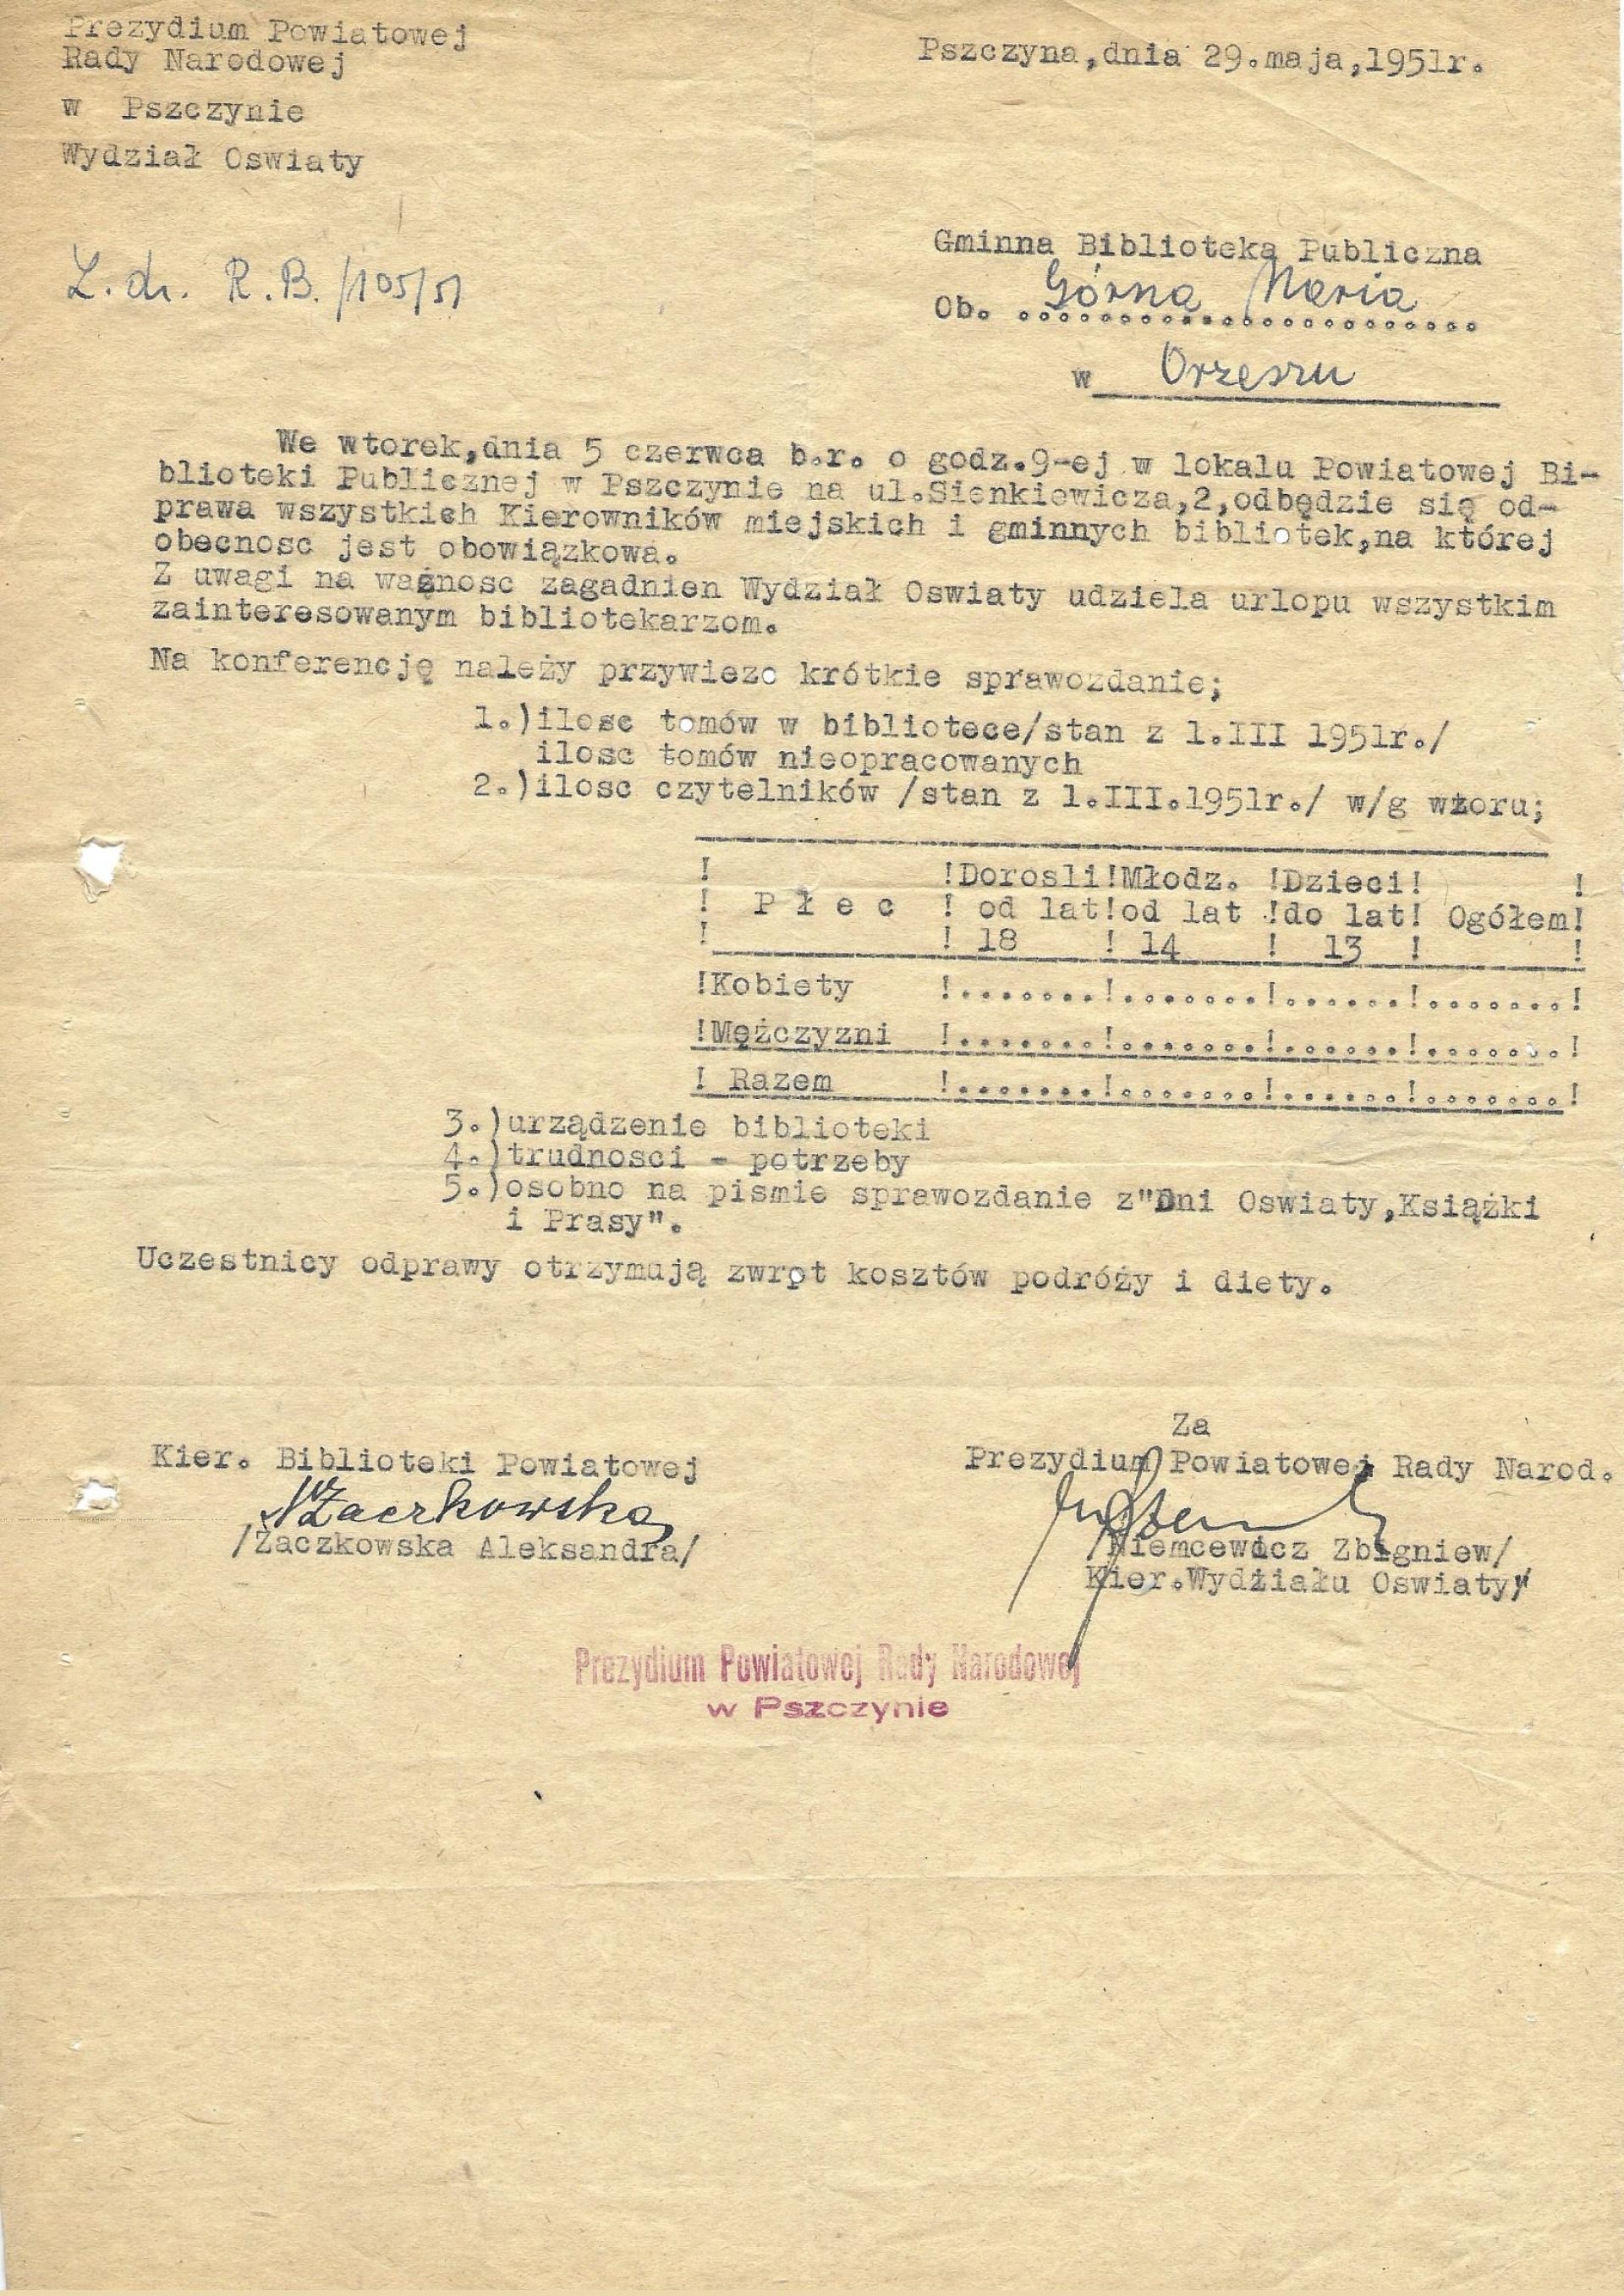 Prezydium Powiatowej
Rady Narodowej
w Pszczynie
Wydział Oswiaty
Pszczyna,dnia 29.maja,1951r.
L.dz. R.B./105/51
Gminna Biblioteka Publiczna
Ob. Górna Maria
w Orzeszu
We wtorek,dnia 5 czerwca b.r. o godz.9-ej w lokalu Powiatowej Bi-
blioteki Publicznej w Pszczynie na ul.Sienkiewicza,2,odbędzie się od-
prawa wszystkich Kierowników miejskich i gminnych bibliotek,na której
obecnosc jest obowiązkowa.
Z uwagi na ważnosc zagadnien Wydział Oswiaty udziela urlopu wszystkim
zainteresowanym bibliotekarzom.
Na konferencję należy przywiezc krótkie sprawozdanie;
1.)ilosc tomów w bibliotece/stan z 1.III 1951r./
ilosc tomów nieopracowanych
2.)ilosc czytelników /stan z 1.III.1951r./ w/g wzoru;
! !Dorosli!Młodz. !Dzieci! !
! P ł e c ! od lat!od lat !do lat! Ogółem!
! ! 18 ! 14 ! 13 ! !
!Kobiety !........!........!.......!........!
!Mężczyzni !........!........!.......!........!
! Razem !........!........!.......!........!
3.)urządzenie biblioteki
4.)trudnosci - potrzeby
5.)osobno na pismie sprawozdanie z"Dni Oswiaty,Książki
i Prasy".
Uczestnicy odprawy otrzymują zwrot kosztów podróży i diety.
Za
Kier. Biblioteki Powiatowej
Prezydium Powiatowej Rady Narod.
Żaczkowska
/Żaczkowska Aleksandra/
/Niemcewicz Zbigniew/
Kier.Wydziału Oswiaty/
Prezydium Powiatowej Rady Narodowej
w Pszczynie